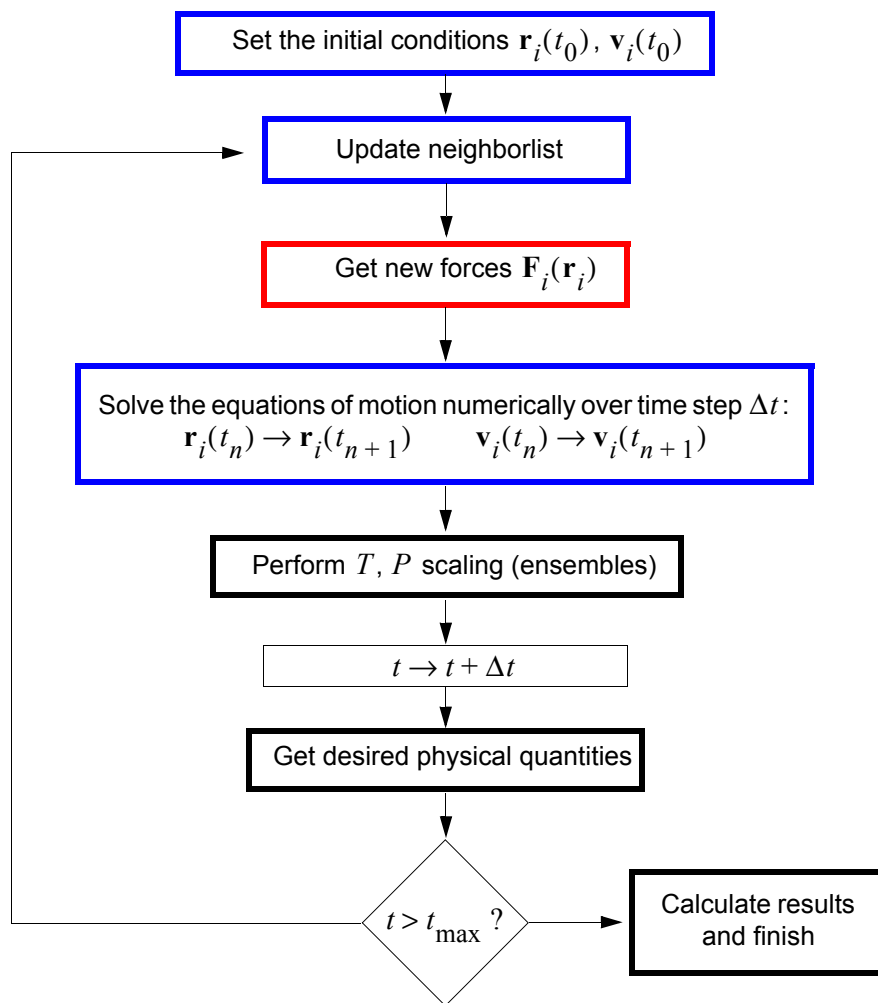 Set the initial conditions r_i(t_0), v_i(t_0)
Update neighborlist
Get new forces F_i(r_i)
Solve the equations of motion numerically over time step Δt:
r_i(t_n) → r_i(t_{n+1}) v_i(t_n) → v_i(t_{n+1})
Perform T, P scaling (ensembles)
t → t + Δt
Get desired physical quantities
t > t_max ?
Calculate results
and finish